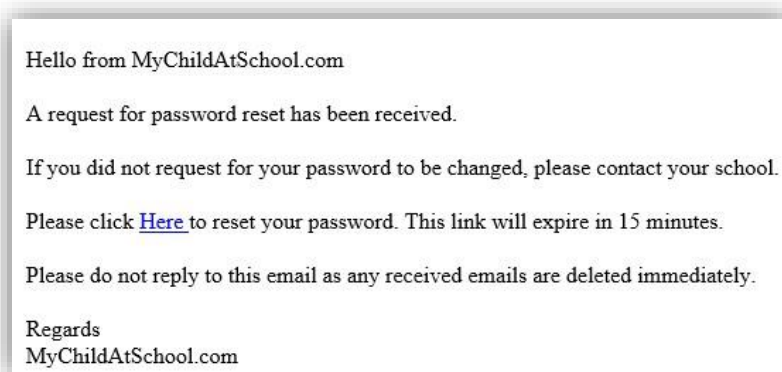 Hello from MyChildAtSchool.com
A request for password reset has been received.
If you did not request for your password to be changed, please contact your school.
Please click Here to reset your password. This link will expire in 15 minutes.
Please do not reply to this email as any received emails are deleted immediately.
Regards
MyChildAtSchool.com